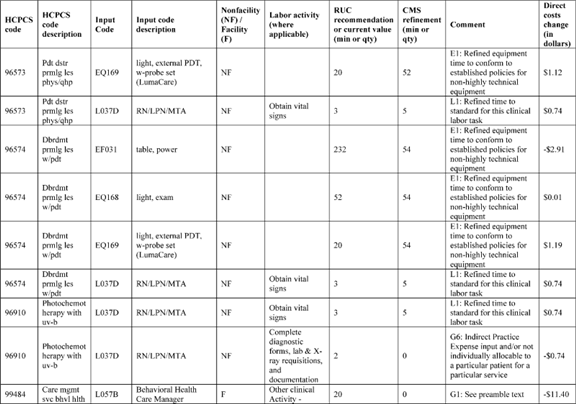 HCPCS code | HCPCS code description | Input Code | Input code description | Nonfacility (NF) / Facility (F) | Labor activity (where applicable) | RUC recommendation or current value (min or qty) | CMS refinement (min or qty) | Comment | Direct costs change (in dollars)
96573 | Pdt dstr prmlg les phys/qhp | EQ169 | light, external PDT, w-probe set (LumaCare) | NF | | 20 | 52 | E1: Refined equipment time to conform to established policies for non-highly technical equipment | $1.12
96573 | Pdt dstr prmlg les phys/qhp | L037D | RN/LPN/MTA | NF | Obtain vital signs | 3 | 5 | L1: Refined time to standard for this clinical labor task | $0.74
96574 | Dbrdmt prmlg les w/pdt | EF031 | table, power | NF | | 232 | 54 | E1: Refined equipment time to conform to established policies for non-highly technical equipment | -$2.91
96574 | Dbrdmt prmlg les w/pdt | EQ168 | light, exam | NF | | 52 | 54 | E1: Refined equipment time to conform to established policies for non-highly technical equipment | $0.01
96574 | Dbrdmt prmlg les w/pdt | EQ169 | light, external PDT, w-probe set (LumaCare) | NF | | 20 | 54 | E1: Refined equipment time to conform to established policies for non-highly technical equipment | $1.19
96574 | Dbrdmt prmlg les w/pdt | L037D | RN/LPN/MTA | NF | Obtain vital signs | 3 | 5 | L1: Refined time to standard for this clinical labor task | $0.74
96910 | Photochemot herapy with uv-b | L037D | RN/LPN/MTA | NF | Obtain vital signs | 3 | 5 | L1: Refined time to standard for this clinical labor task | $0.74
96910 | Photochemot herapy with uv-b | L037D | RN/LPN/MTA | NF | Complete diagnostic forms, lab & X-ray requisitions, and documentation | 2 | 0 | G6: Indirect Practice Expense input and/or not individually allocable to a particular patient for a particular service | -$0.74
99484 | Care mgmt svc bhvl hlth | L057B | Behavioral Health Care Manager | F | Other clinical Activity - | 20 | 0 | G1: See preamble text | -$11.40